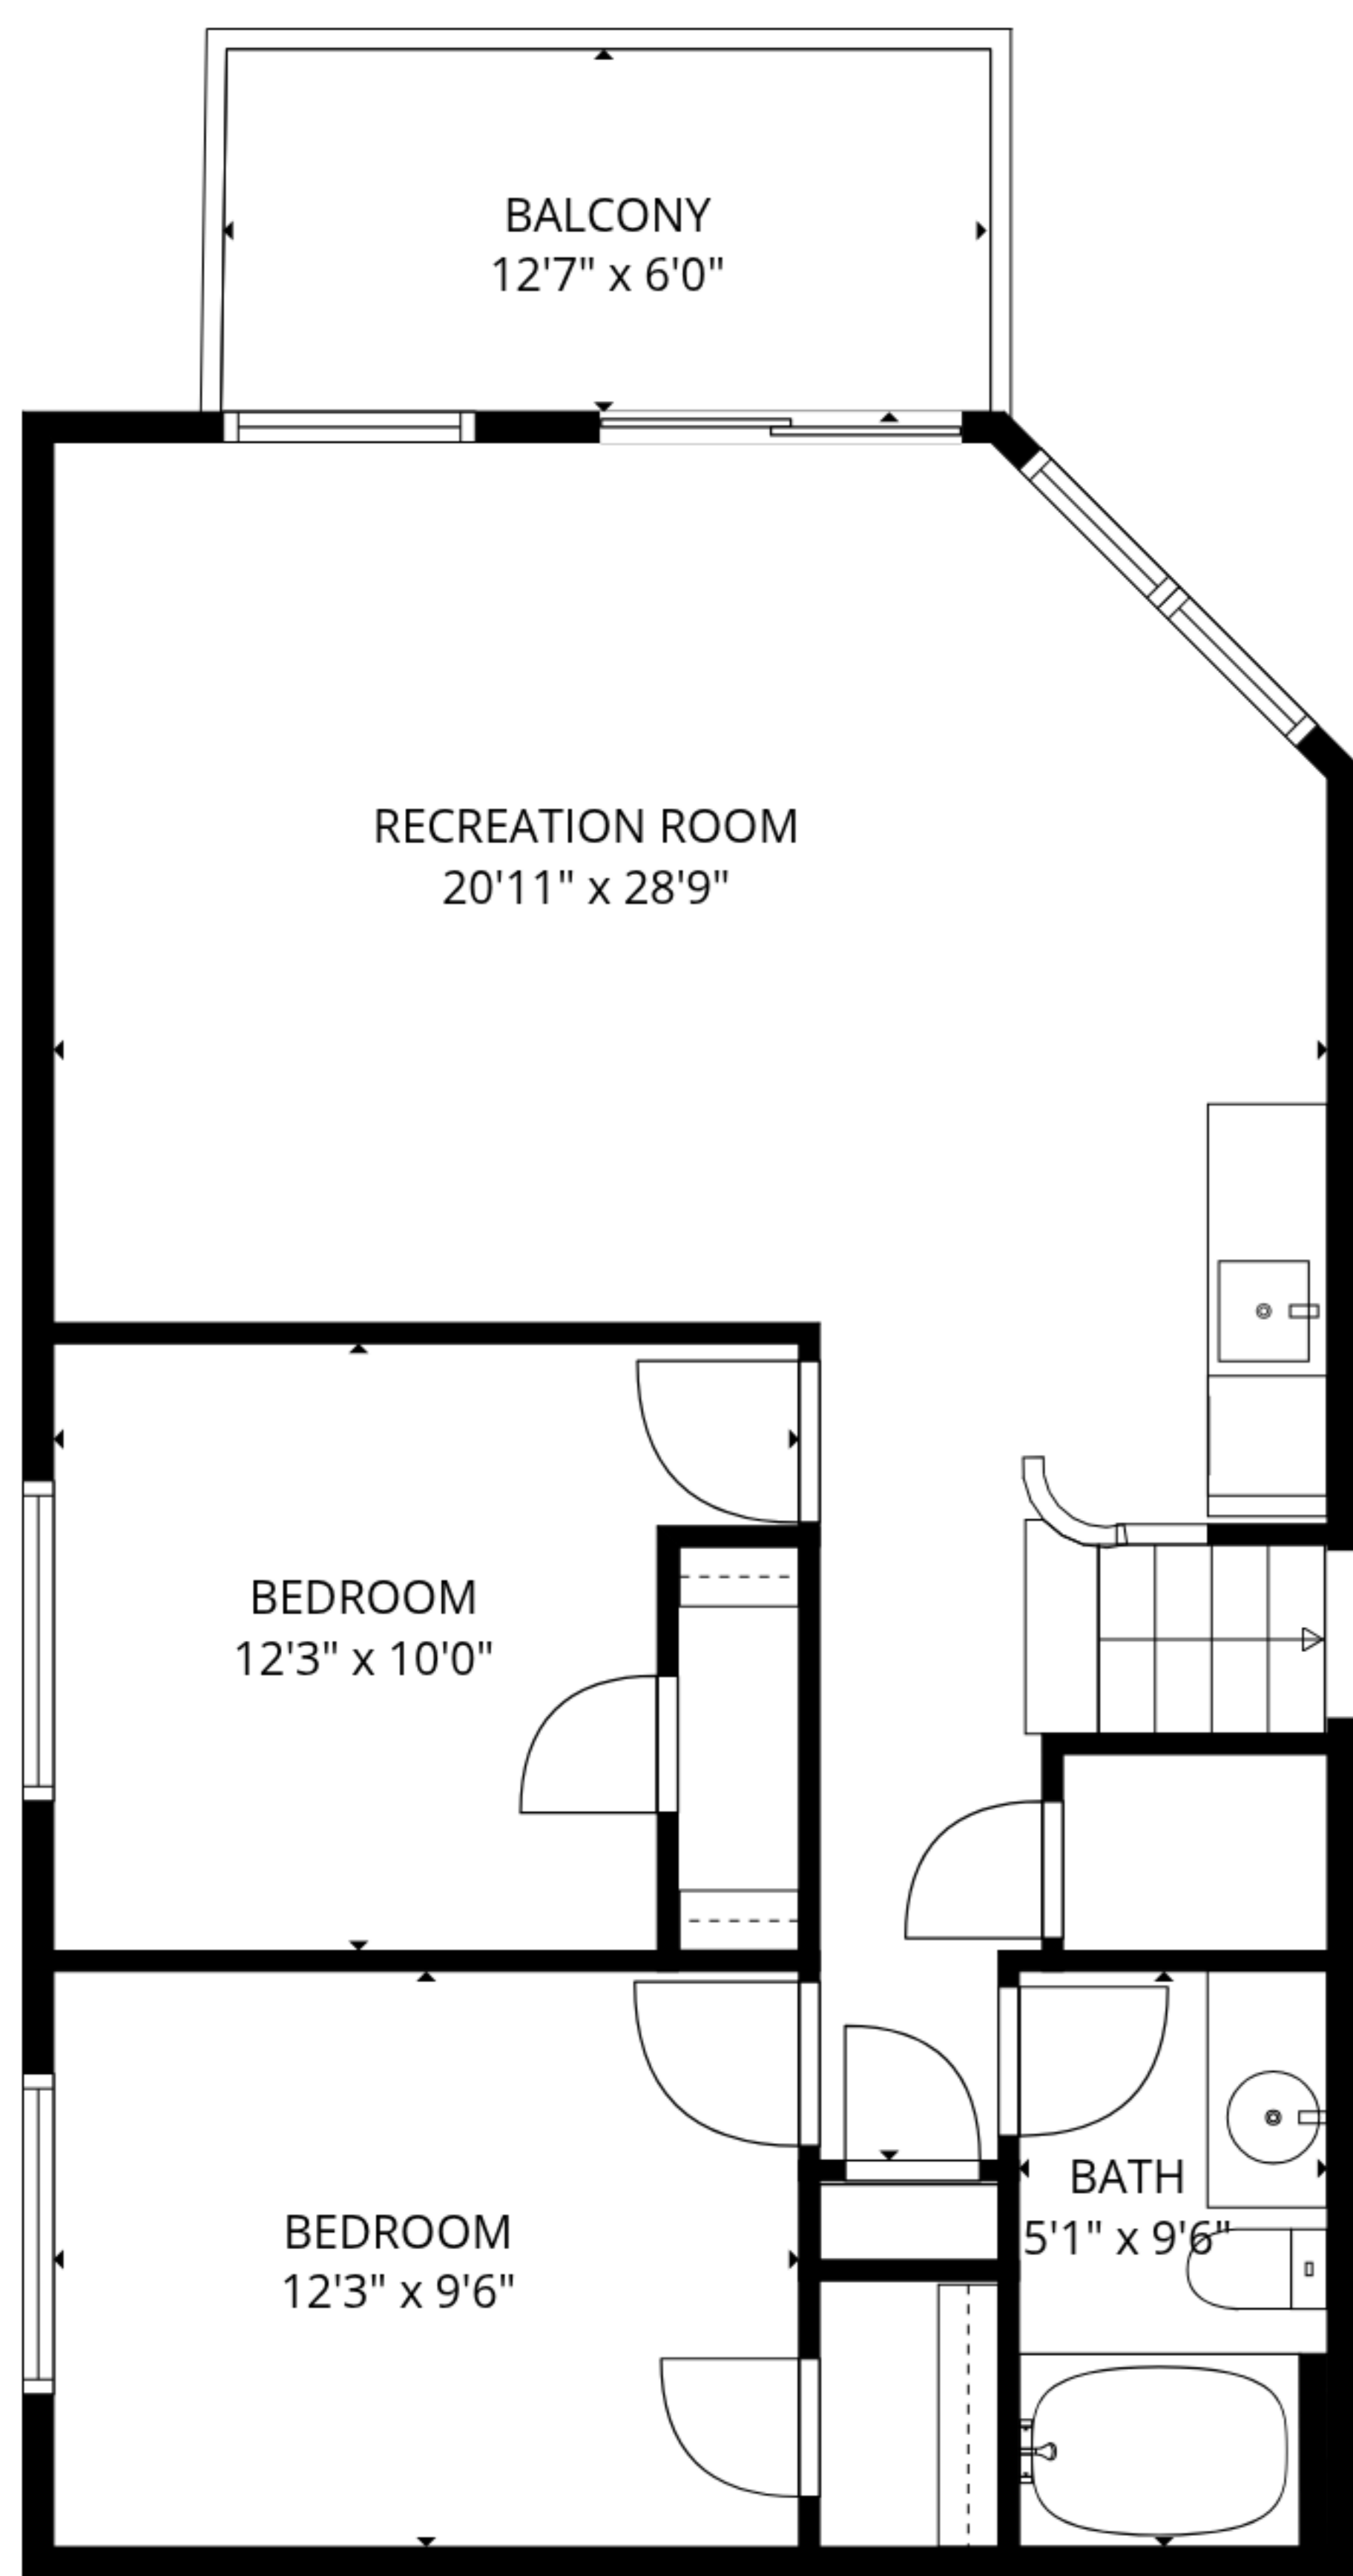 BALCONY
12'7" x 6'0"
RECREATION ROOM
20'11" x 28'9"
BEDROOM
12'3" x 10'0"
BATH
5'1" x 9'6"
BEDROOM
12'3" x 9'6"